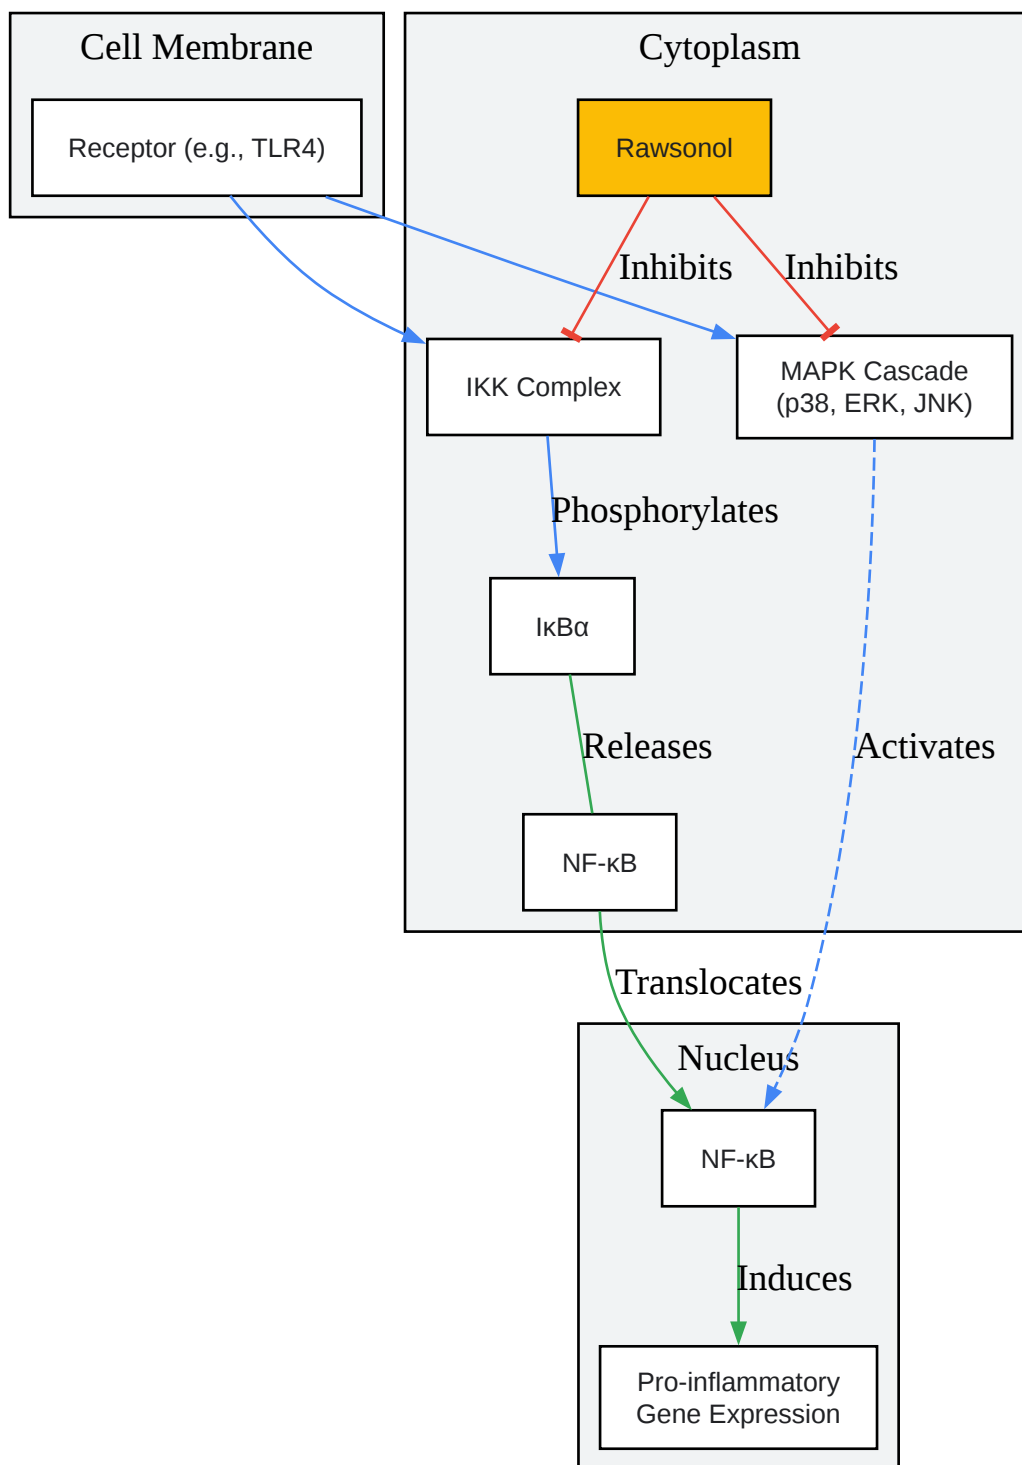 Cell Membrane
Cytoplasm
Receptor (e.g., TLR4)
Rawsonol
Inhibits
Inhibits
IKK Complex
MAPK Cascade
(p38, ERK, JNK)
Phosphorylates
IκBα
Releases
Activates
NF-κB
Translocates
Nucleus
NF-κB
Induces
Pro-inflammatory
Gene Expression